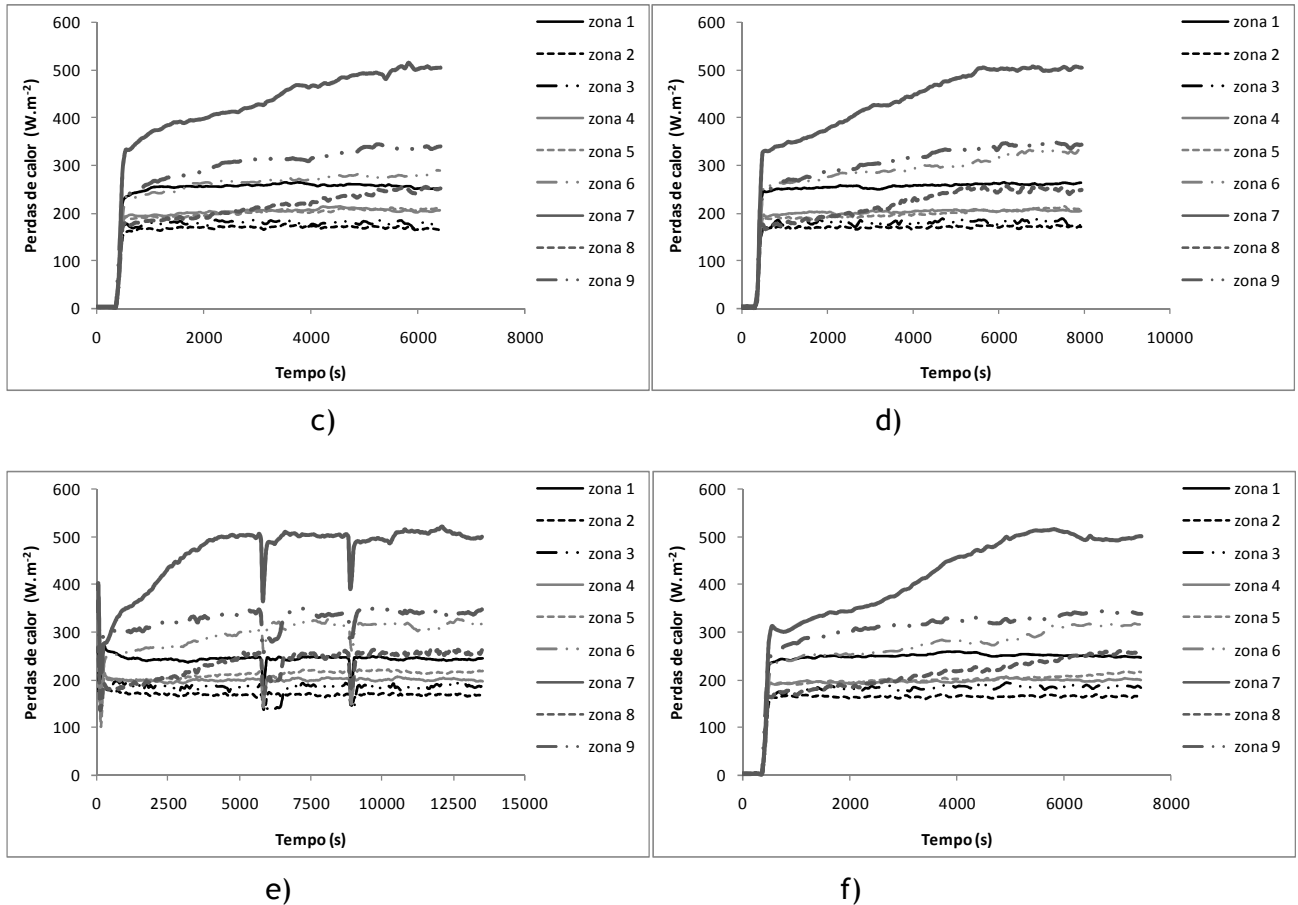 600
500
400
300
200
100
0
Perdas de calor (W.m-2)
0 2000 4000 6000 8000
Tempo (s)
zona 1
zona 2
zona 3
zona 4
zona 5
zona 6
zona 7
zona 8
zona 9
c)
600
500
400
300
200
100
0
Perdas de calor (W.m-2)
0 2000 4000 6000 8000 10000
Tempo (s)
zona 1
zona 2
zona 3
zona 4
zona 5
zona 6
zona 7
zona 8
zona 9
d)
600
500
400
300
200
100
0
Perdas de calor (W.m-2)
0 2500 5000 7500 10000 12500 15000
Tempo (s)
zona 1
zona 2
zona 3
zona 4
zona 5
zona 6
zona 7
zona 8
zona 9
e)
600
500
400
300
200
100
0
Perdas de calor (W.m-2)
0 2000 4000 6000 8000
Tempo (s)
zona 1
zona 2
zona 3
zona 4
zona 5
zona 6
zona 7
zona 8
zona 9
f)